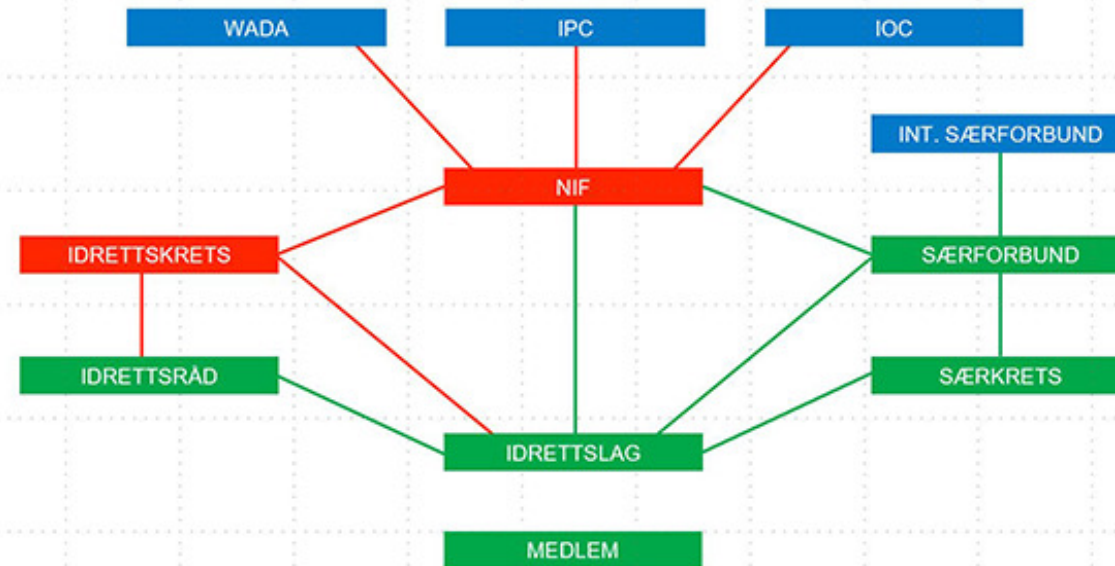 WADA
IPC
IOC
INT. SÆRFORBUND
NIF
IDRETTSKRETS
SÆRFORBUND
IDRETTSRÅD
SÆRKRETS
IDRETTSLAG
MEDLEM